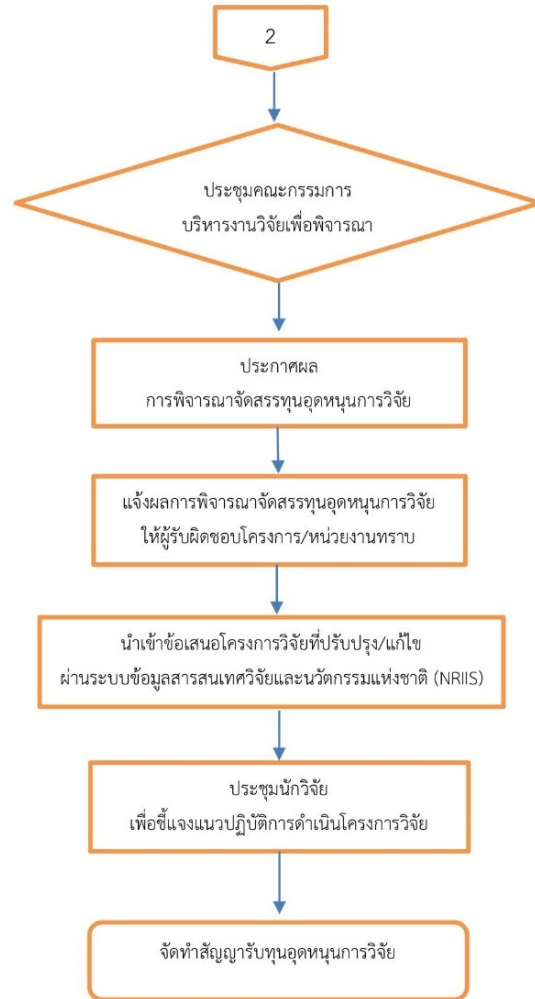 2
ประชุมคณะกรรมการ
บริหารงานวิจัยเพื่อพิจารณา
ประกาศผล
การพิจารณาจัดสรรทุนอุดหนุนการวิจัย
แจ้งผลการพิจารณาจัดสรรทุนอุดหนุนการวิจัย
ให้ผู้รับผิดชอบโครงการ/หน่วยงานทราบ
นำเข้าข้อเสนอโครงการวิจัยที่ปรับปรุง/แก้ไข
ผ่านระบบข้อมูลสารสนเทศวิจัยและนวัตกรรมแห่งชาติ (NRIIS)
ประชุมนักวิจัย
เพื่อชี้แจงแนวปฏิบัติการดำเนินโครงการวิจัย
จัดทำสัญญารับทุนอุดหนุนการวิจัย